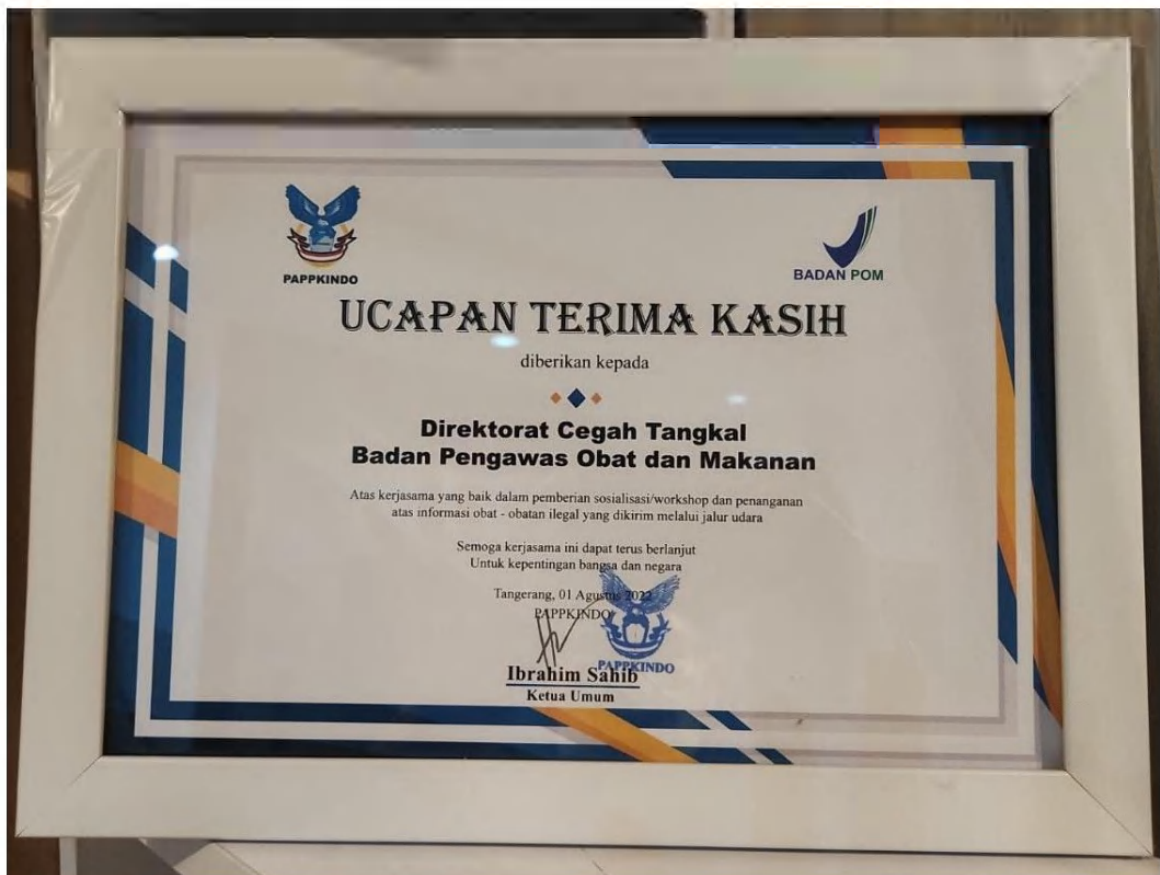 PAPPKINDO
BADAN POM
UCAPAN TERIMA KASIH
diberikan kepada
Direktorat Cegah Tangkal
Badan Pengawas Obat dan Makanan
Atas kerjasama yang baik dalam pemberian sosialisasi/workshop dan penanganan
atas informasi obat - obatan ilegal yang dikirim melalui jalur udara
Semoga kerjasama ini dapat terus berlanjut
Untuk kepentingan bangsa dan negara
Tangerang, 01 Agustus 2022
PAPPKINDO
PAPPKINDO
Ibrahim Sahib
Ketua Umum